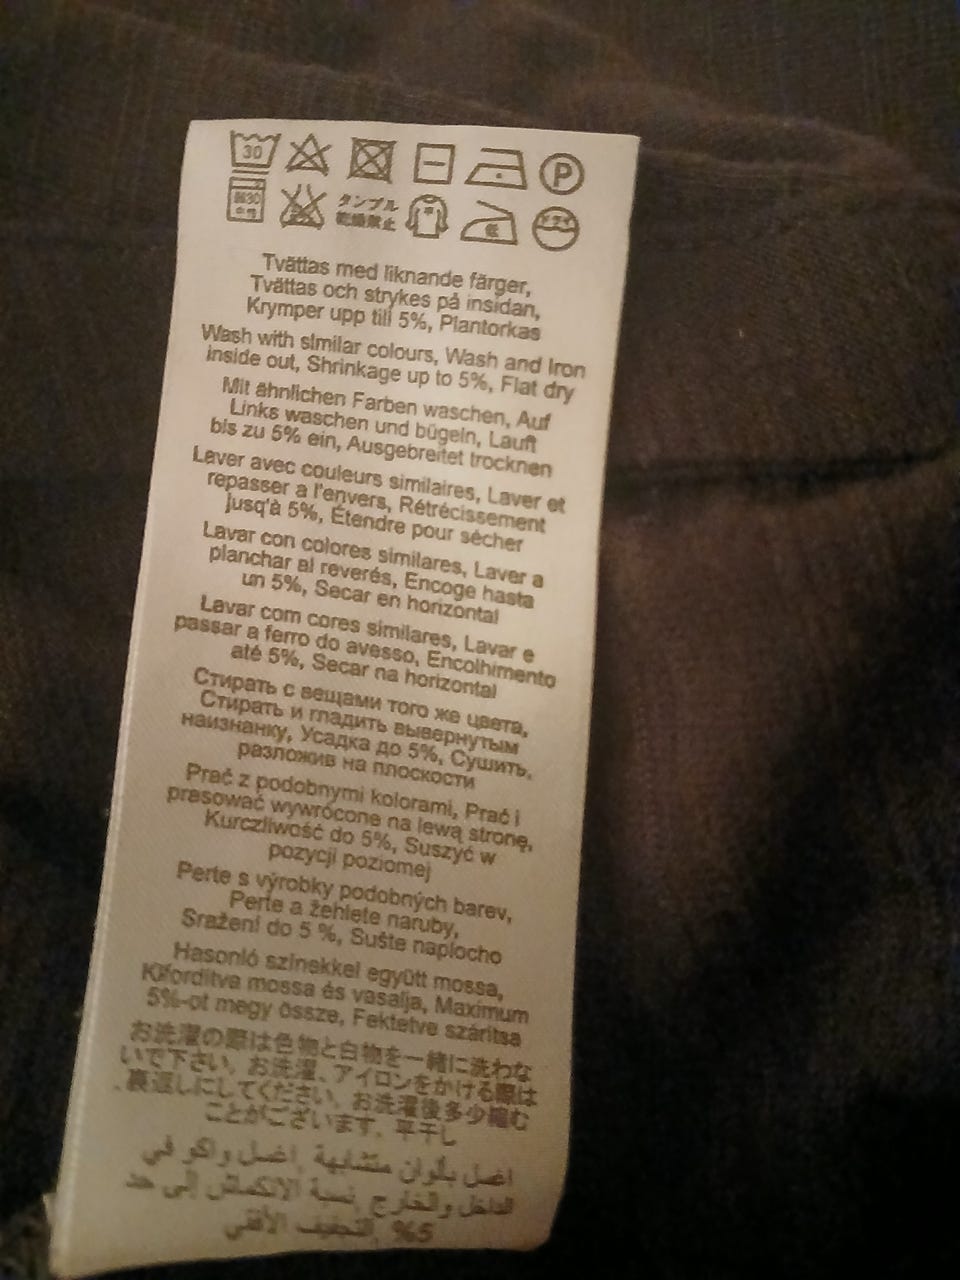 30 P
タンブル
乾燥禁止 低 ドライ
Tvättas med liknande färger,
Tvättas och strykes på insidan,
Krymper upp till 5%, Plantorkas
Wash with similar colours, Wash and Iron
inside out, Shrinkage up to 5%, Flat dry
Mit ähnlichen Farben waschen, Auf
Links waschen und bügeln, Lauft
bis zu 5% ein, Ausgebreitet trocknen
Laver avec couleurs similaires, Laver et
repasser a l'envers, Rétrécissement
jusq'à 5%, Étendre pour sécher
Lavar con colores similares, Laver a
planchar al reverés, Encoge hasta
un 5%, Secar en horizontal
Lavar com cores similares, Lavar e
passar a ferro do avesso, Encolhimento
até 5%, Secar na horizontal
Стирать с вещами того же цвета,
Стирать и гладить вывернутым
наизнанку, Усадка до 5%, Сушить,
разложив на плоскости
Prać z podobnymi kolorami, Prać i
prasować wywrócone na lewą stronę,
Kurczliwość do 5%, Suszyć w
pozycji poziomej
Perte s výrobky podobných barev,
Perte a žehlete naruby,
Sražení do 5 %, Sušte naplocho
Hasonló színekkel együtt mossa,
Kifordítva mossa és vasalja, Maximum
5%-ot megy össze, Fektetve szárítsa
お洗濯の際は色物と白物を一緒に洗わな
いで下さい、お洗濯、アイロンをかける際は
、裏返しにしてください、お洗濯後多少縮む
ことがございます、平干し
اغسل بألوان متشابهة, اغسل واكو في
الداخل والخارج, نسبة الإنكماش إلى حد
5%, التجفيف الأفقي